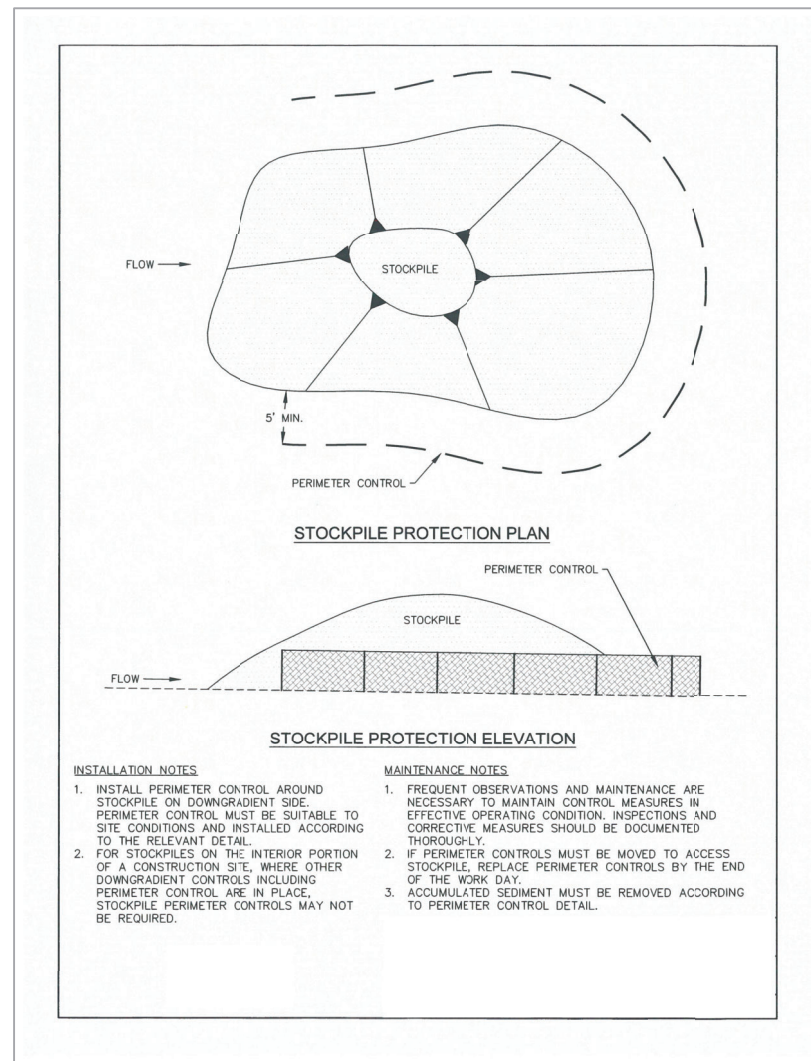 FLOW
STOCKPILE
5' MIN.
PERIMETER CONTROL
STOCKPILE PROTECTION PLAN
PERIMETER CONTROL
STOCKPILE
FLOW
STOCKPILE PROTECTION ELEVATION
INSTALLATION NOTES
1. INSTALL PERIMETER CONTROL AROUND
STOCKPILE ON DOWNGRADIENT SIDE.
PERIMETER CONTROL MUST BE SUITABLE TO
SITE CONDITIONS AND INSTALLED ACCORDING
TO THE RELEVANT DETAIL.
2. FOR STOCKPILES ON THE INTERIOR PORTION
OF A CONSTRUCTION SITE, WHERE OTHER
DOWNGRADIENT CONTROLS INCLUDING
PERIMETER CONTROL ARE IN PLACE,
STOCKPILE PERIMETER CONTROLS MAY NOT
BE REQUIRED.
MAINTENANCE NOTES
1. FREQUENT OBSERVATIONS AND MAINTENANCE ARE
NECESSARY TO MAINTAIN CONTROL MEASURES IN
EFFECTIVE OPERATING CONDITION. INSPECTIONS AND
CORRECTIVE MEASURES SHOULD BE DOCUMENTED
THOROUGHLY.
2. IF PERIMETER CONTROLS MUST BE MOVED TO ACCESS
STOCKPILE, REPLACE PERIMETER CONTROLS BY THE END
OF THE WORK DAY.
3. ACCUMULATED SEDIMENT MUST BE REMOVED ACCORDING
TO PERIMETER CONTROL DETAIL.